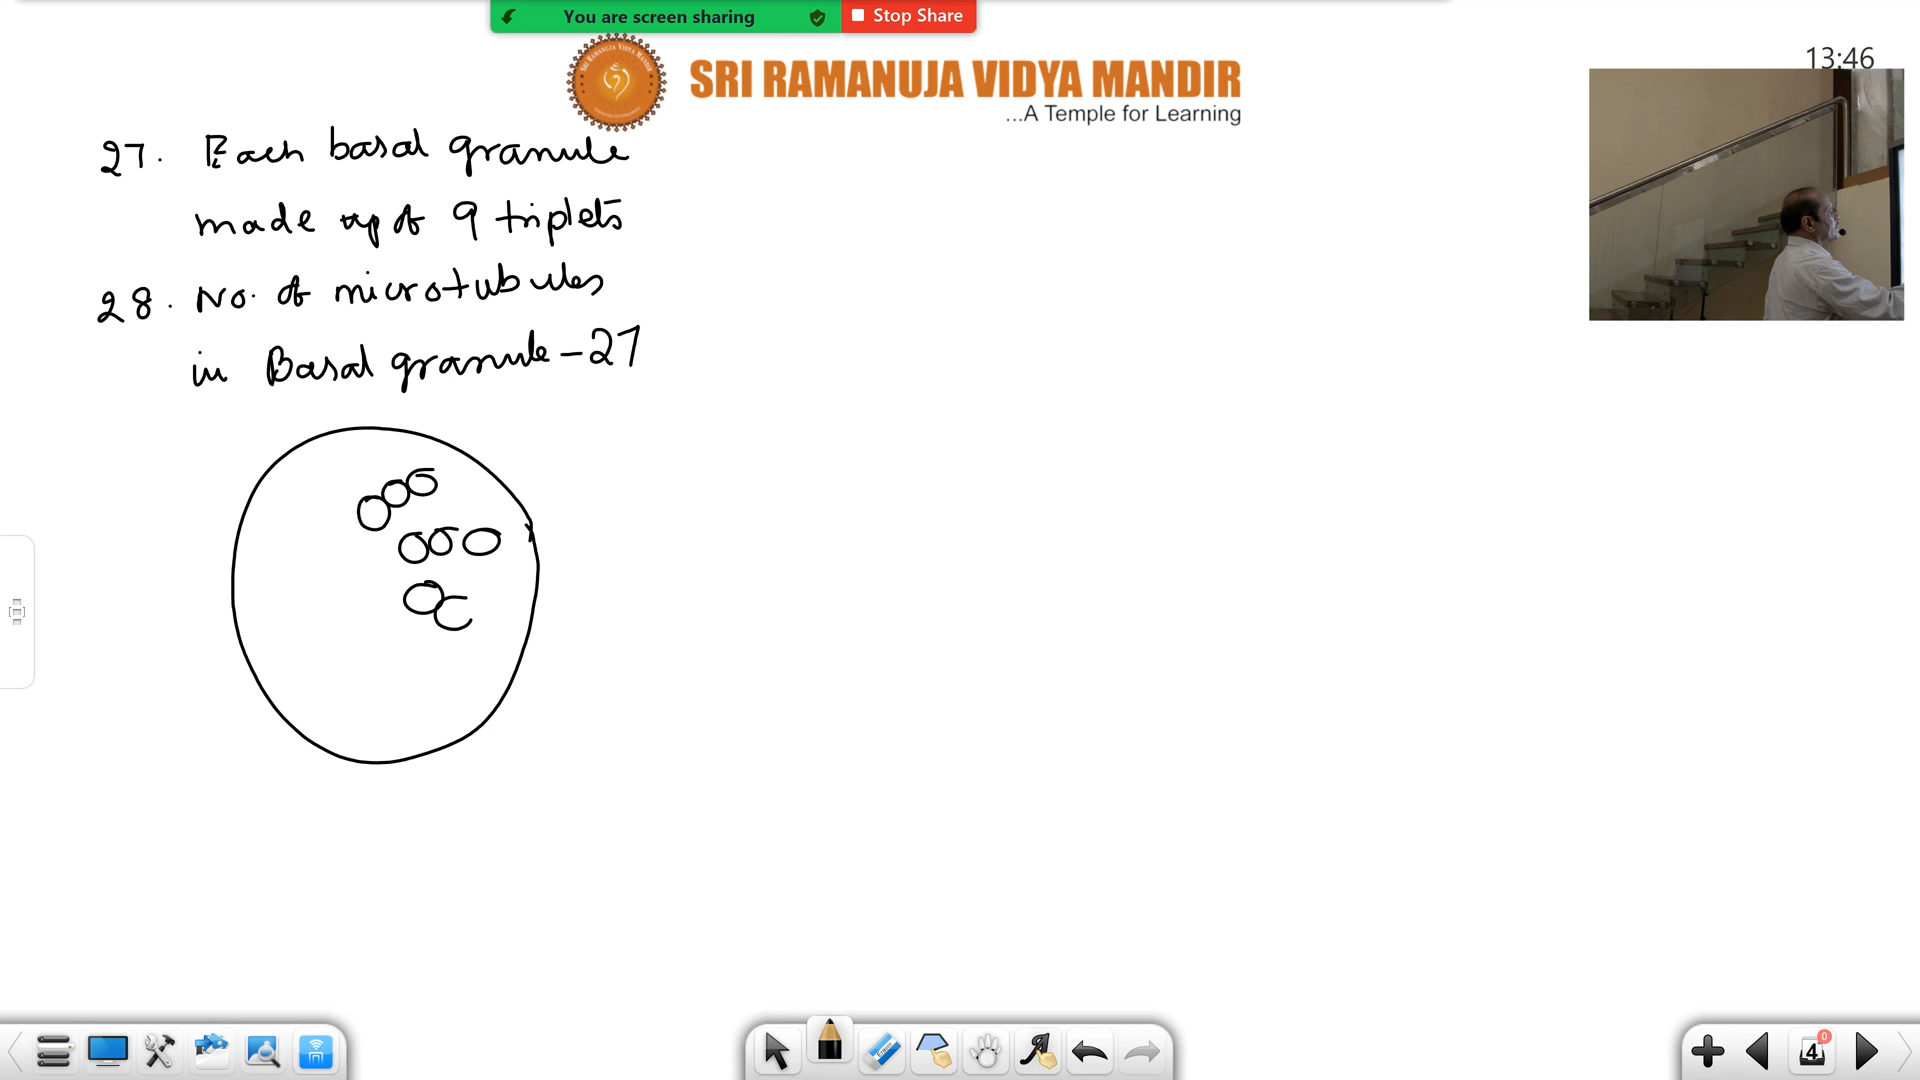 You are screen sharing
Stop Share
SRI RAMANUJA VIDYA MANDIR
...A Temple for Learning
13:46
27. Each basal granule
made up of 9 triplets
28. No. of microtubules
in Basal granule - 27
4
0